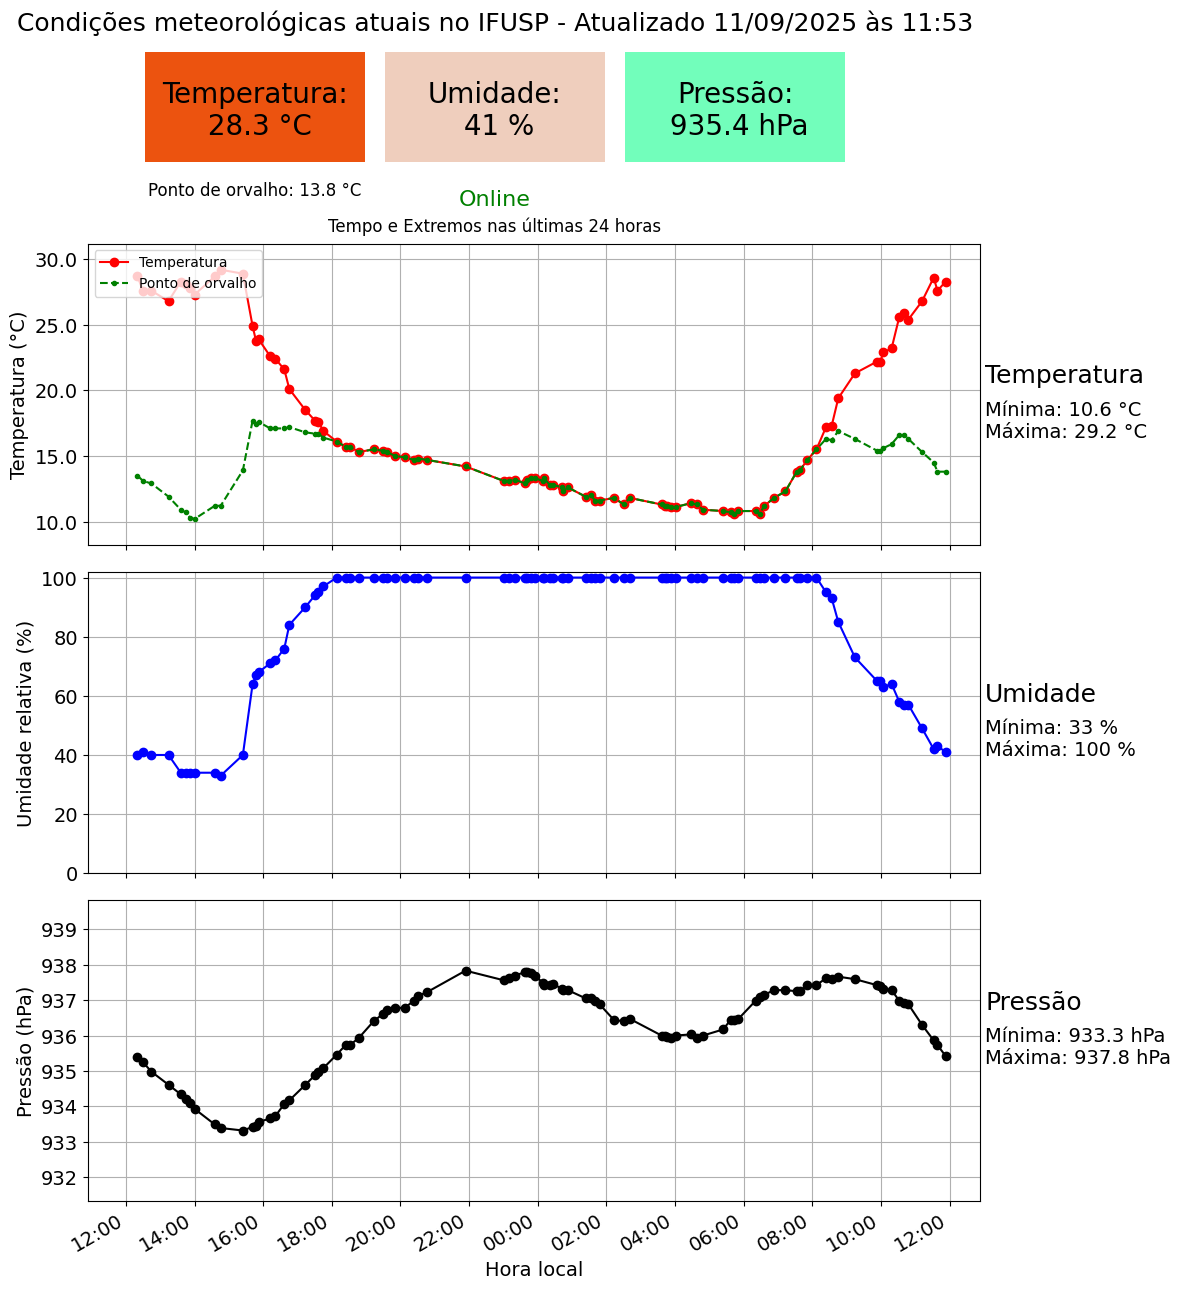 Condições meteorológicas atuais no IFUSP - Atualizado 11/09/2025 às 11:53
Temperatura:
28.3 °C
Umidade:
41 %
Pressão:
935.4 hPa
Ponto de orvalho: 13.8 °C
Online
Tempo e Extremos nas últimas 24 horas
Temperatura (°C)
30.0
25.0
20.0
15.0
10.0
Temperatura
Ponto de orvalho
Temperatura
Mínima: 10.6 °C
Máxima: 29.2 °C
Umidade relativa (%)
100
80
60
40
20
0
Umidade
Mínima: 33 %
Máxima: 100 %
Pressão (hPa)
939
938
937
936
935
934
933
932
Pressão
Mínima: 933.3 hPa
Máxima: 937.8 hPa
12:00 14:00 16:00 18:00 20:00 22:00 00:00 02:00 04:00 06:00 08:00 10:00 12:00
Hora local